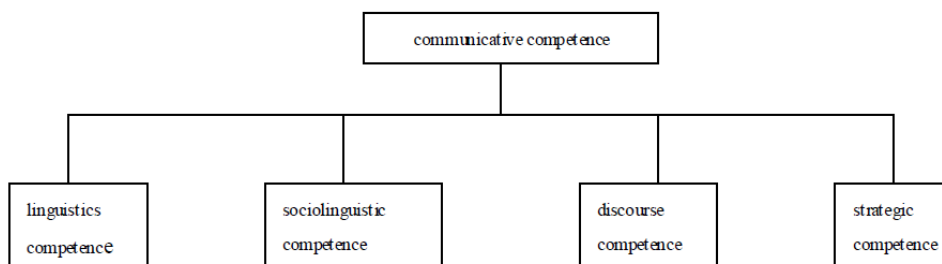 communicative competence
linguistics
competence
sociolinguistic
competence
discourse
competence
strategic
competence